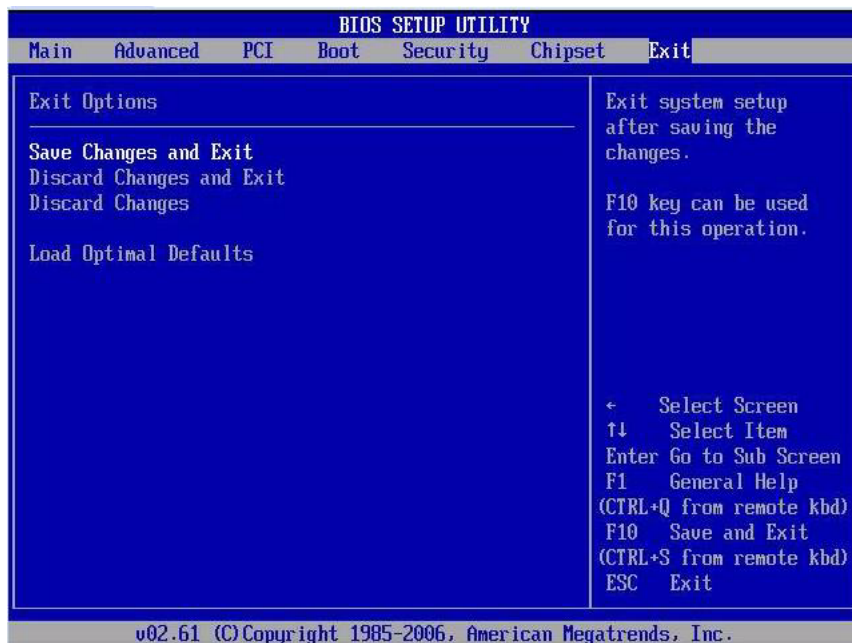 BIOS SETUP UTILITY
Main Advanced PCI Boot Security Chipset Exit
Exit Options
Save Changes and Exit
Discard Changes and Exit
Discard Changes
Load Optimal Defaults
Exit system setup
after saving the
changes.
F10 key can be used
for this operation.
← Select Screen
↑↓ Select Item
Enter Go to Sub Screen
F1 General Help
(CTRL+Q from remote kbd)
F10 Save and Exit
(CTRL+S from remote kbd)
ESC Exit
v02.61 (C)Copyright 1985-2006, American Megatrends, Inc.